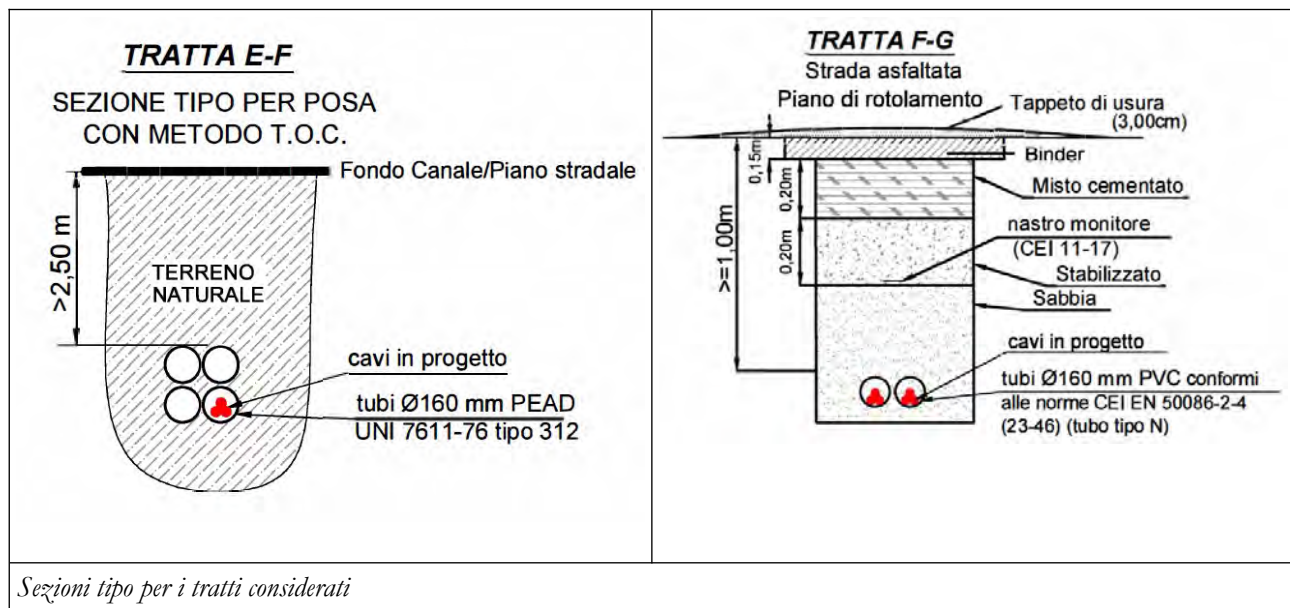 TRATTA E-F
SEZIONE TIPO PER POSA
CON METODO T.O.C.
Fondo Canale/Piano stradale
>2,50 m
TERRENO
NATURALE
cavi in progetto
tubi Ø160 mm PEAD
UNI 7611-76 tipo 312
TRATTA F-G
Strada asfaltata
Piano di rotolamento
Tappeto di usura
(3,00cm)
0,15m
Binder
0,20m
Misto cementato
>=1,00m
nastro monitore
(CEI 11-17)
0,20m
Stabilizzato
Sabbia
cavi in progetto
tubi Ø160 mm PVC conformi
alle norme CEI EN 50086-2-4
(23-46) (tubo tipo N)
Sezioni tipo per i tratti considerati